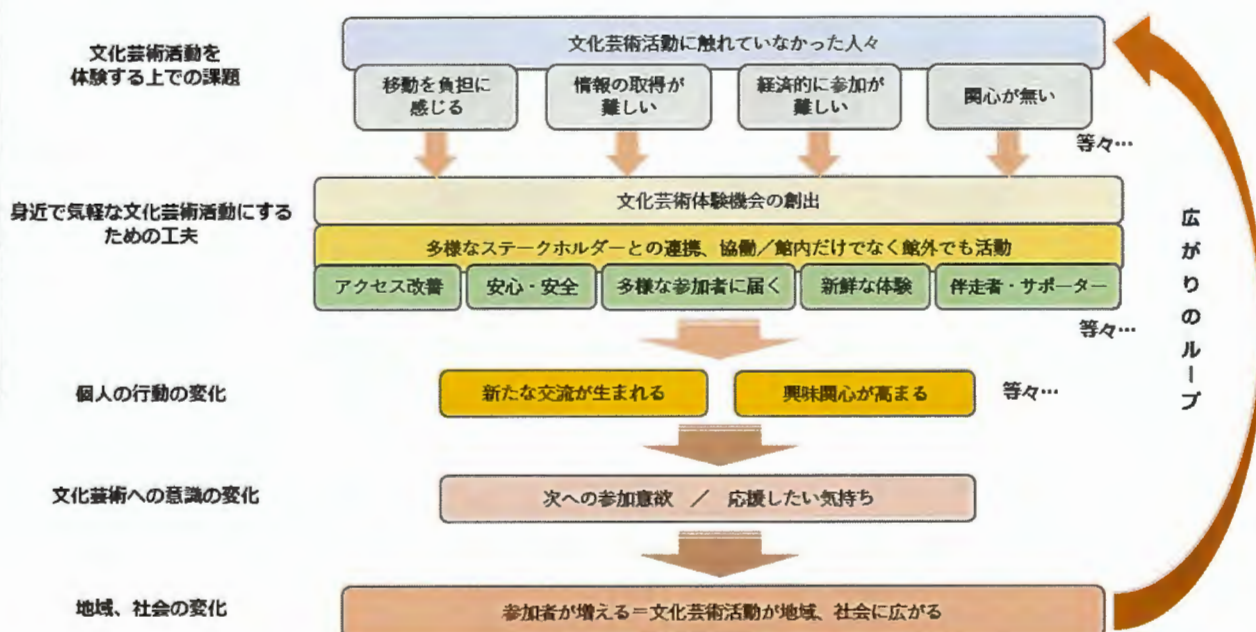 文化芸術活動を
体験する上での課題
文化芸術活動に触れていなかった人々
移動を負担に
感じる
情報の取得が
難しい
経済的に参加が
難しい
関心が無い
等々…
身近で気軽な文化芸術活動にする
ための工夫
文化芸術体験機会の創出
多様なステークホルダーとの連携、協働／館内だけでなく館外でも活動
アクセス改善
安心・安全
多様な参加者に届く
新鮮な体験
伴走者・サポーター
等々…
個人の行動の変化
新たな交流が生まれる
興味関心が高まる
等々…
文化芸術への意識の変化
次への参加意欲 ／ 応援したい気持ち
地域、社会の変化
参加者が増える＝文化芸術活動が地域、社会に広がる
広がりのループ